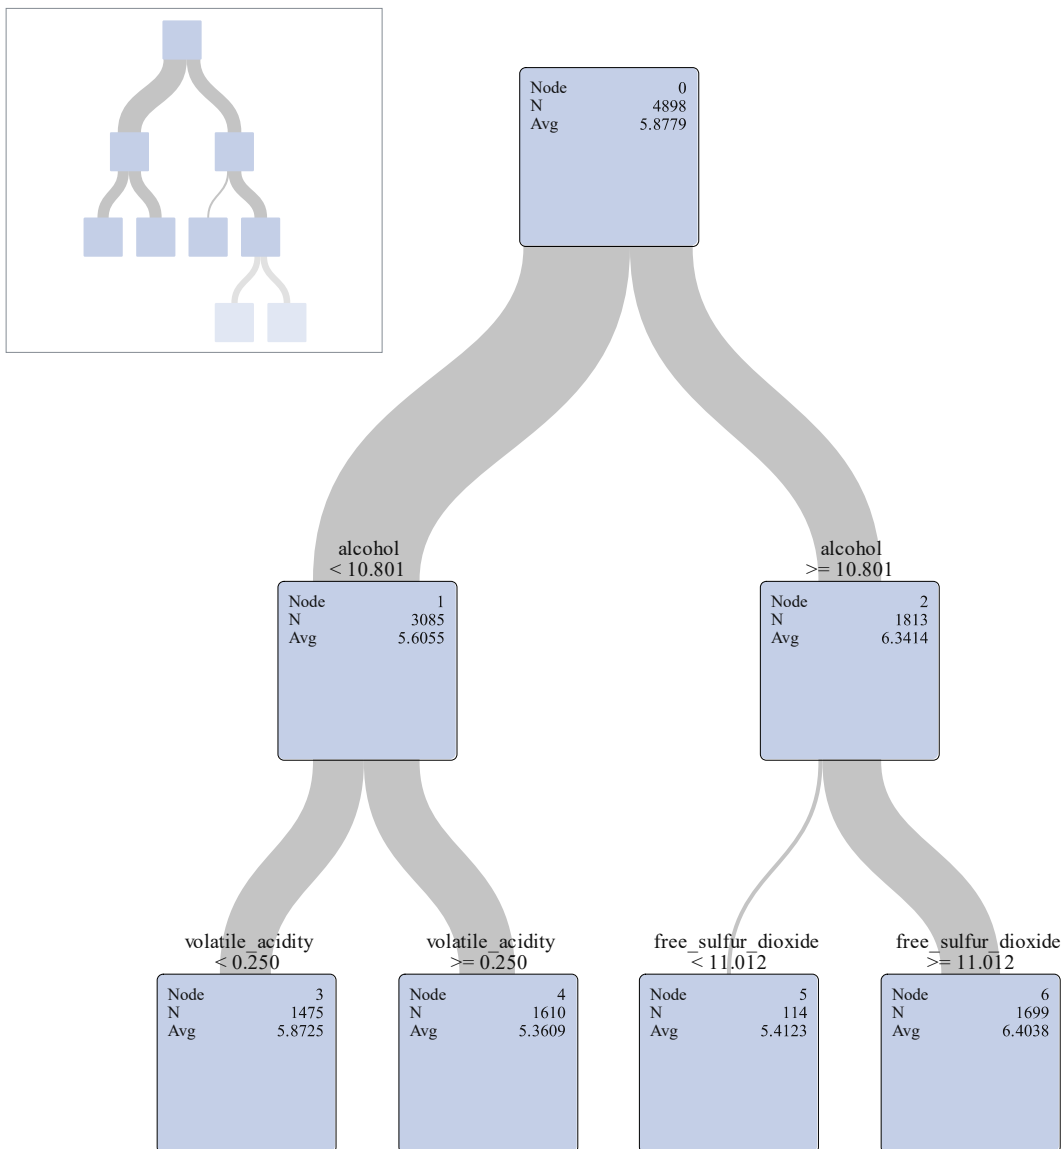 Node 0
N 4898
Avg 5.8779
alcohol
< 10.801
alcohol
>= 10.801
Node 1
N 3085
Avg 5.6055
Node 2
N 1813
Avg 6.3414
volatile_acidity
< 0.250
volatile_acidity
>= 0.250
free_sulfur_dioxide
< 11.012
free_sulfur_dioxide
>= 11.012
Node 3
N 1475
Avg 5.8725
Node 4
N 1610
Avg 5.3609
Node 5
N 114
Avg 5.4123
Node 6
N 1699
Avg 6.4038